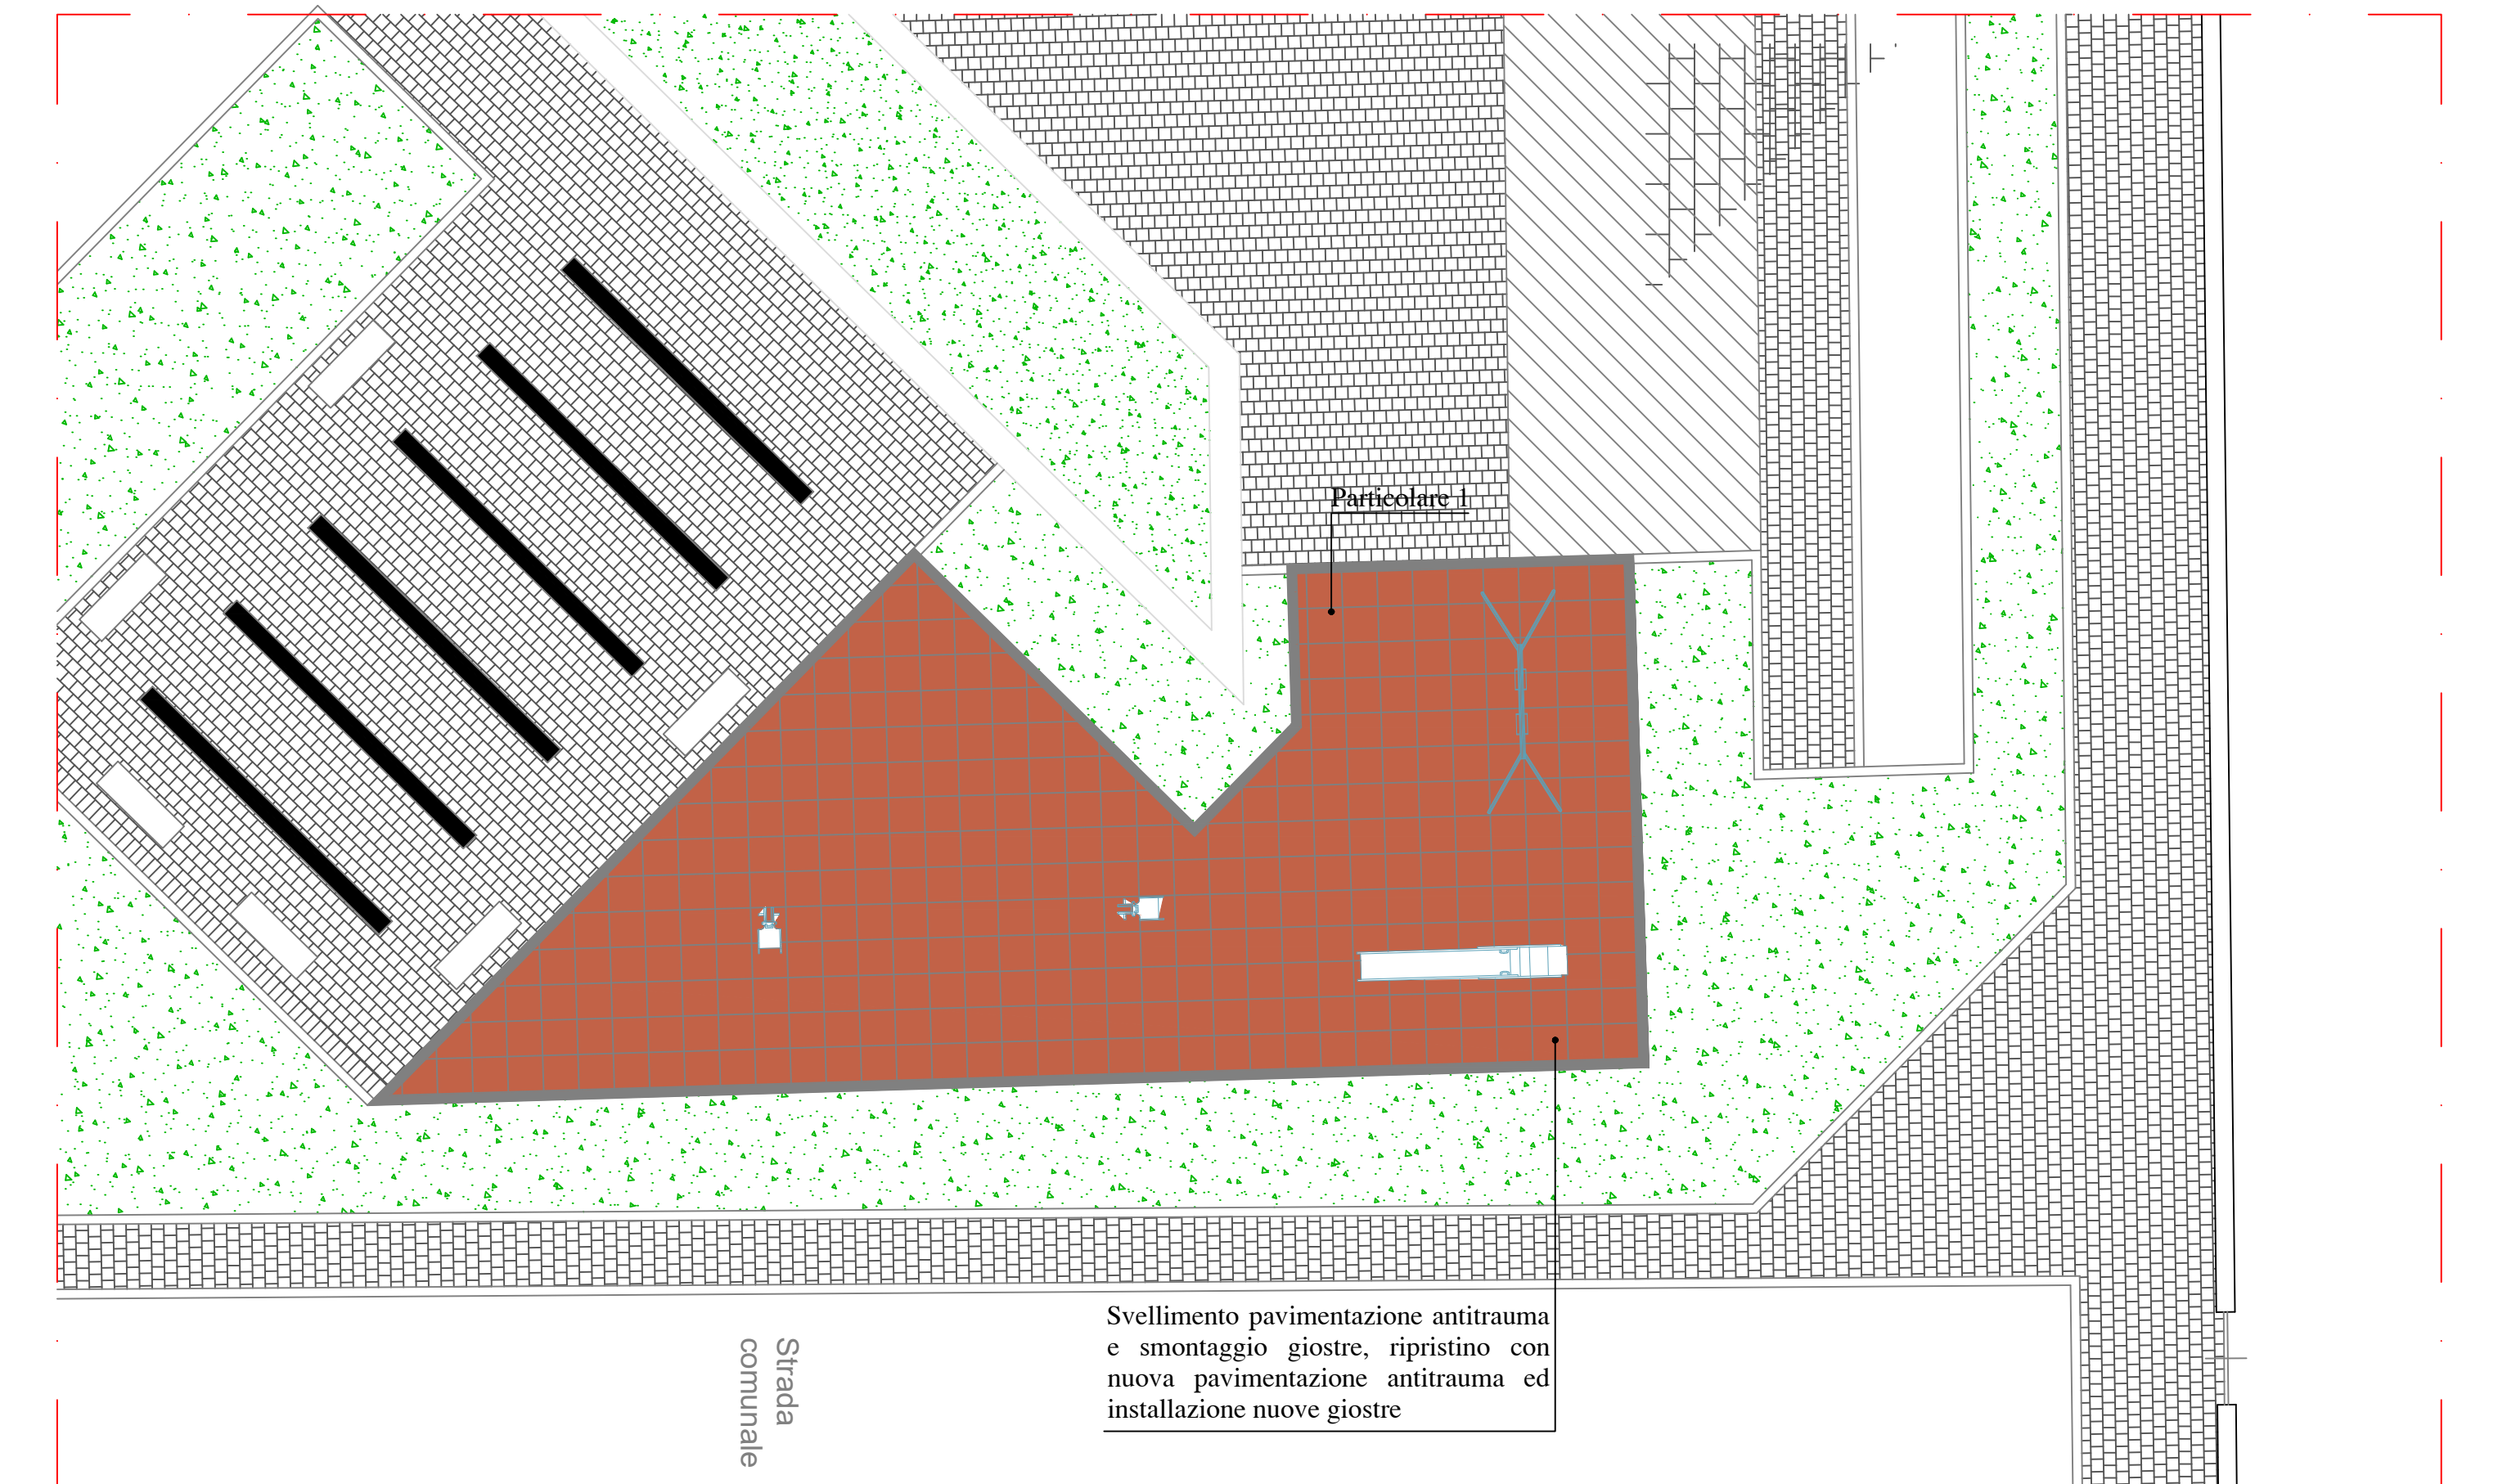 Particolare 1
Svellimento pavimentazione antitrauma
e smontaggio giostre, ripristino con
nuova pavimentazione antitrauma ed
installazione nuove giostre
Strada
comunale